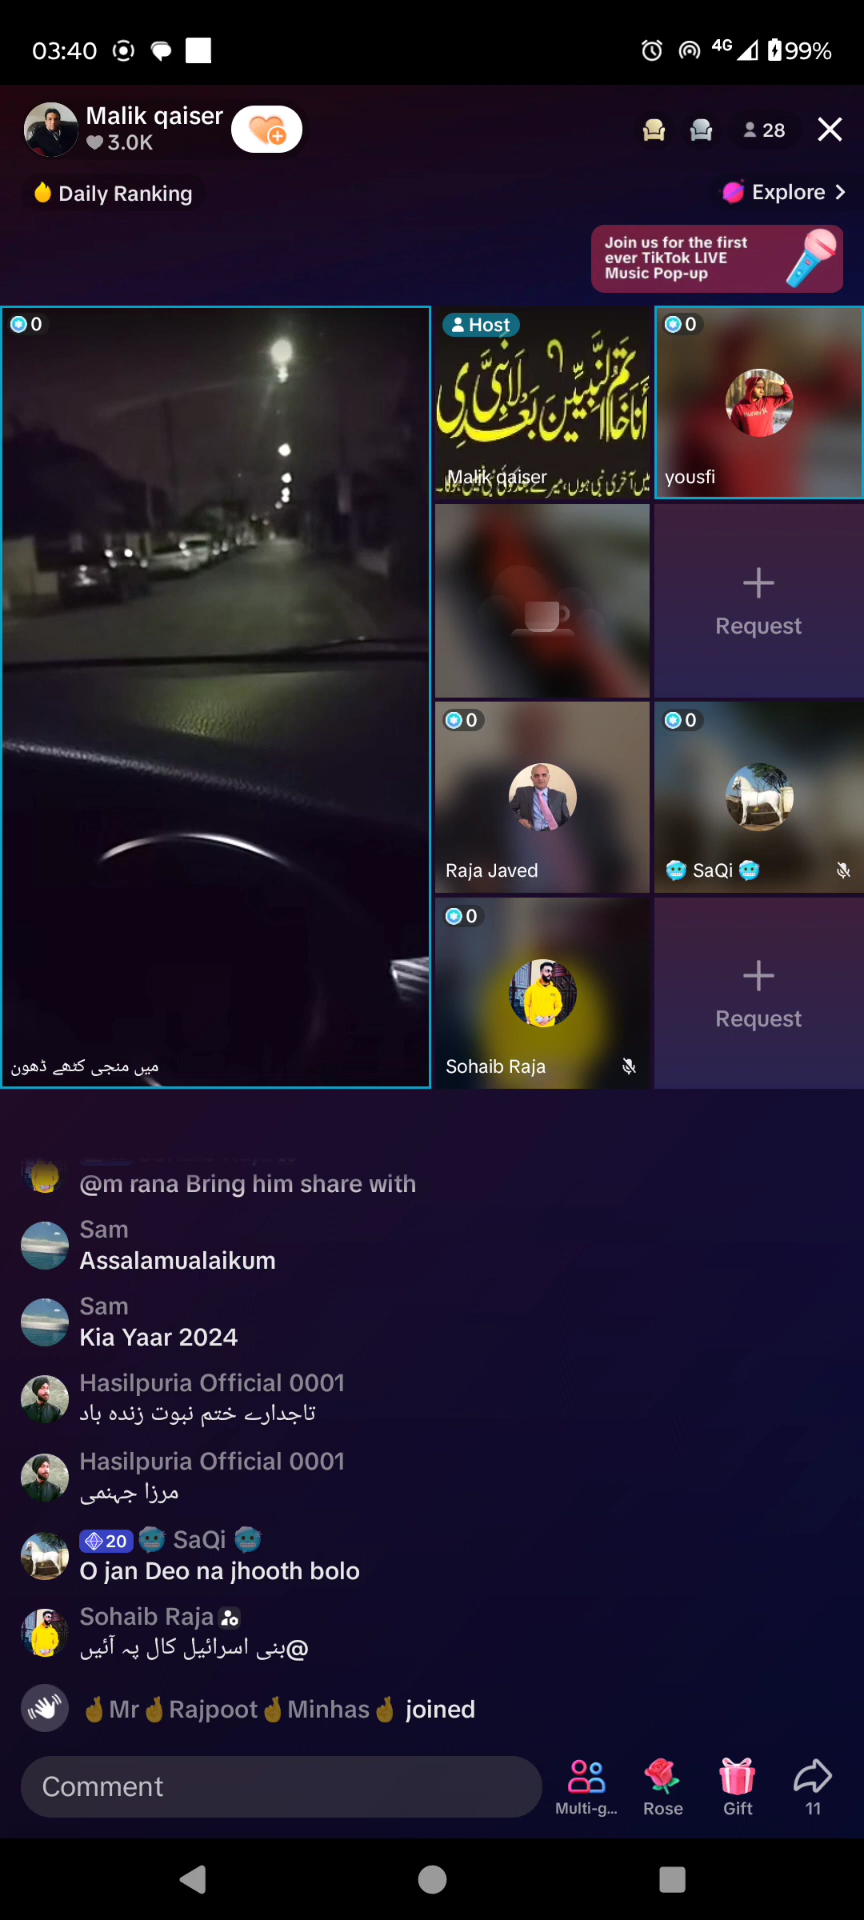 03:40
4G
99%
Malik qaiser
3.0K
28
Daily Ranking
Explore
Join us for the first
ever TikTok LIVE
Music Pop-up
0
Host
أنا خاتم النبيين لا نبي بعدي
Malik qaiser
0
yousfi
Request
0
Raja Javed
0
🥶 SaQi 🥶
0
Sohaib Raja
Request
میں منجی کتھے ڈھون
@m rana Bring him share with
Sam
Assalamualaikum
Sam
Kia Yaar 2024
Hasilpuria Official 0001
تاجدارے ختم نبوت زندہ باد
Hasilpuria Official 0001
مرزا جہنمی
20 🥶 SaQi 🥶
O jan Deo na jhooth bolo
Sohaib Raja
@بنی اسرائیل کال پہ آئیں
🤞Mr🤞Rajpoot🤞Minhas🤞 joined
Comment
Multi-g...
Rose
Gift
11